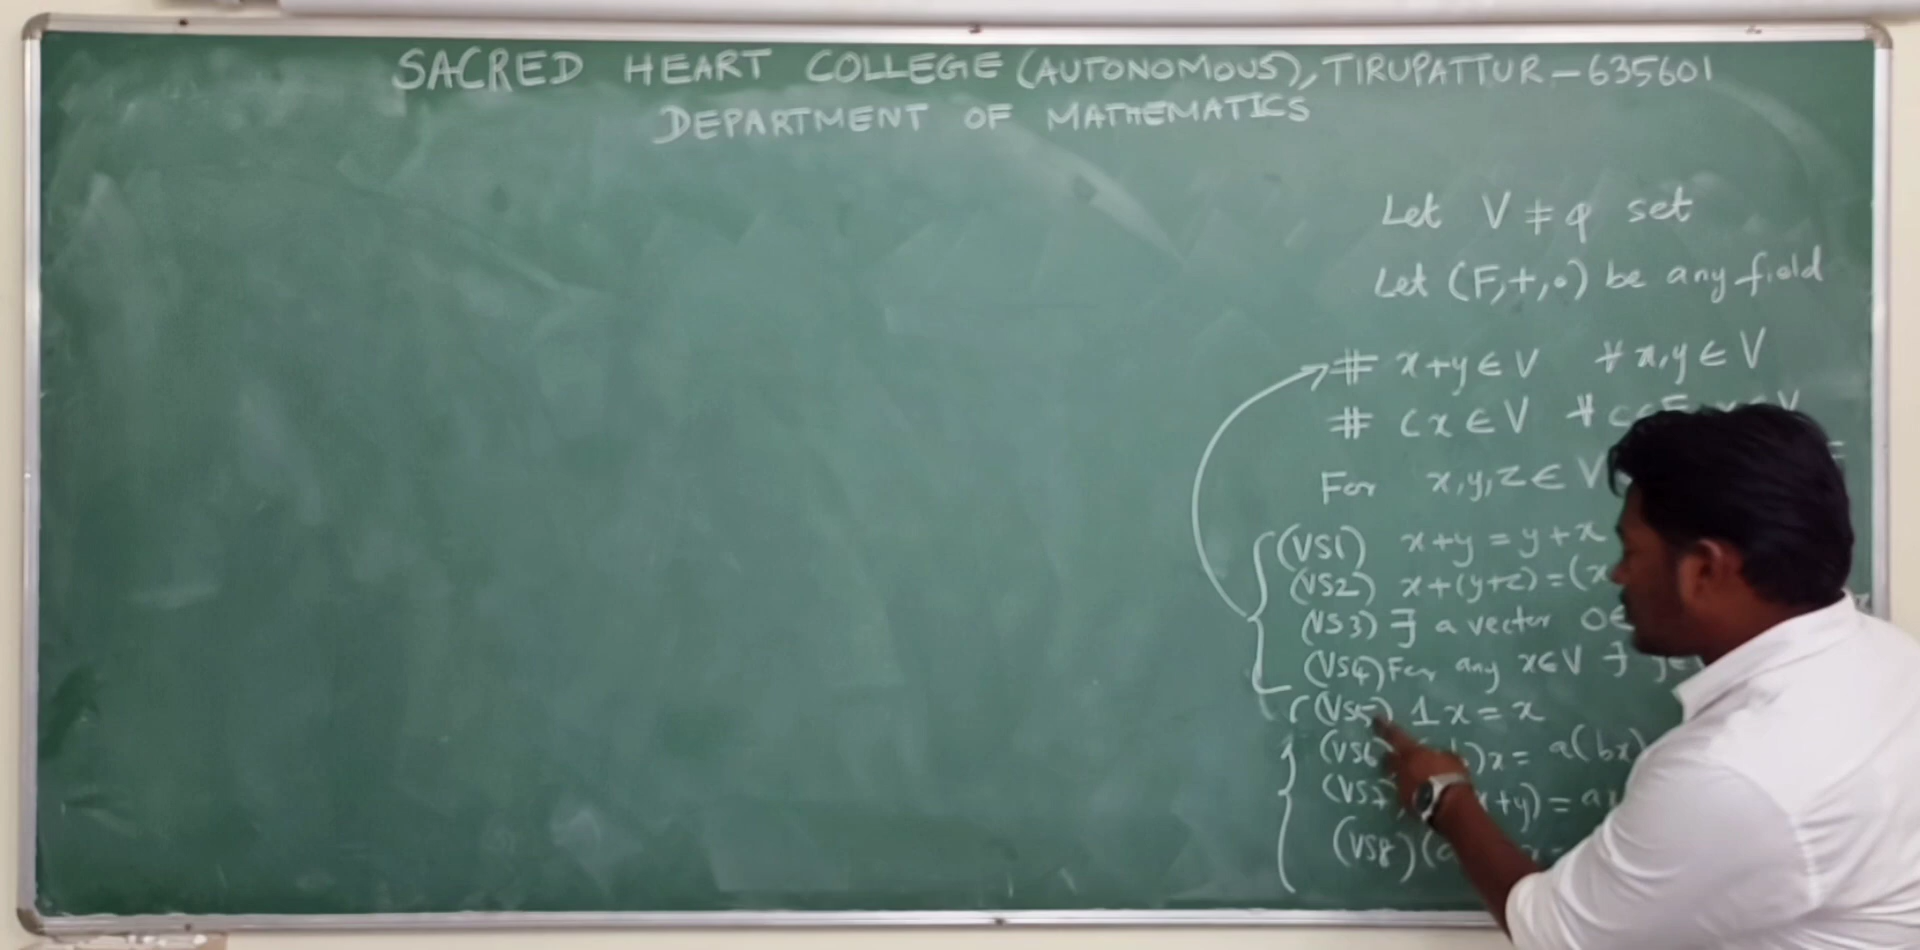 SACRED HEART COLLEGE (AUTONOMOUS), TIRUPATTUR - 635601
DEPARTMENT OF MATHEMATICS
Let V ≠ φ set
Let (F, +, ∘) be any field
# x+y ∈ V ∀ x,y ∈ V
# cx ∈ V ∀ c∈F, x∈V
For x,y,z ∈ V
(VS1) x+y = y+x
(VS2) x+(y+z) = (x
(VS3) ∃ a vector 0∈
(VS4) For any x∈V ∃ y∈
(VS5) 1x = x
(VS6) )x = a(bx)
(VS7) +y) = a
(VS8) (